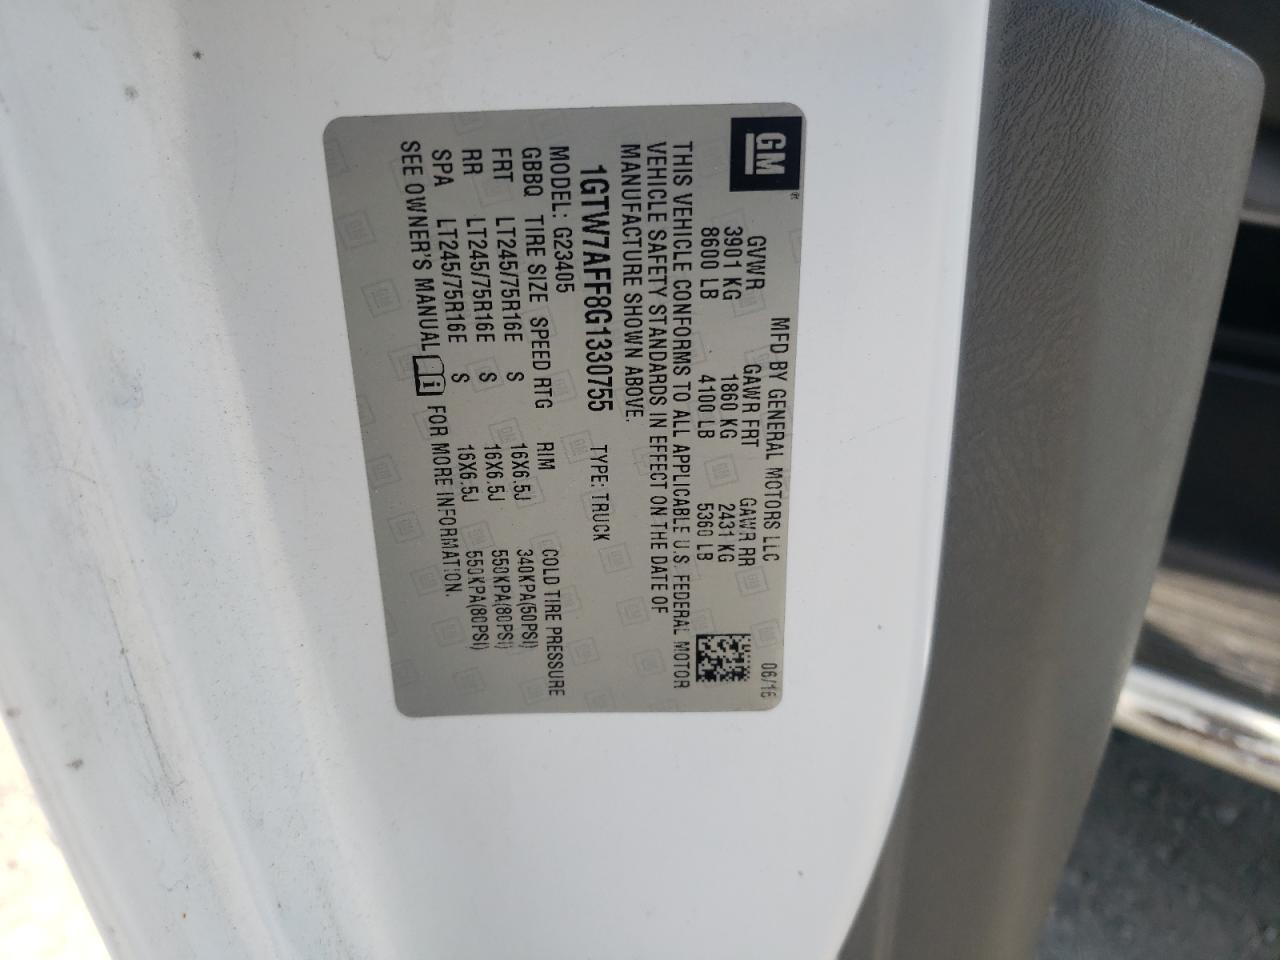 GM
MFD BY GENERAL MOTORS LLC 06/16
GVWR GAWR FRT GAWR RR
3901 KG 1860 KG 2431 KG
8600 LB 4100 LB 5360 LB
THIS VEHICLE CONFORMS TO ALL APPLICABLE U.S. FEDERAL MOTOR
VEHICLE SAFETY STANDARDS IN EFFECT ON THE DATE OF
MANUFACTURE SHOWN ABOVE.
1GTW7AFF8G1330755 TYPE: TRUCK
MODEL: G23405
GBBQ TIRE SIZE SPEED RTG RIM COLD TIRE PRESSURE
FRT LT245/75R16E S 16X6.5J 340KPA(50PSI)
RR LT245/75R16E S 16X6.5J 550KPA(80PSI)
SPA LT245/75R16E S 16X6.5J 550KPA(80PSI)
SEE OWNER'S MANUAL FOR MORE INFORMATION.